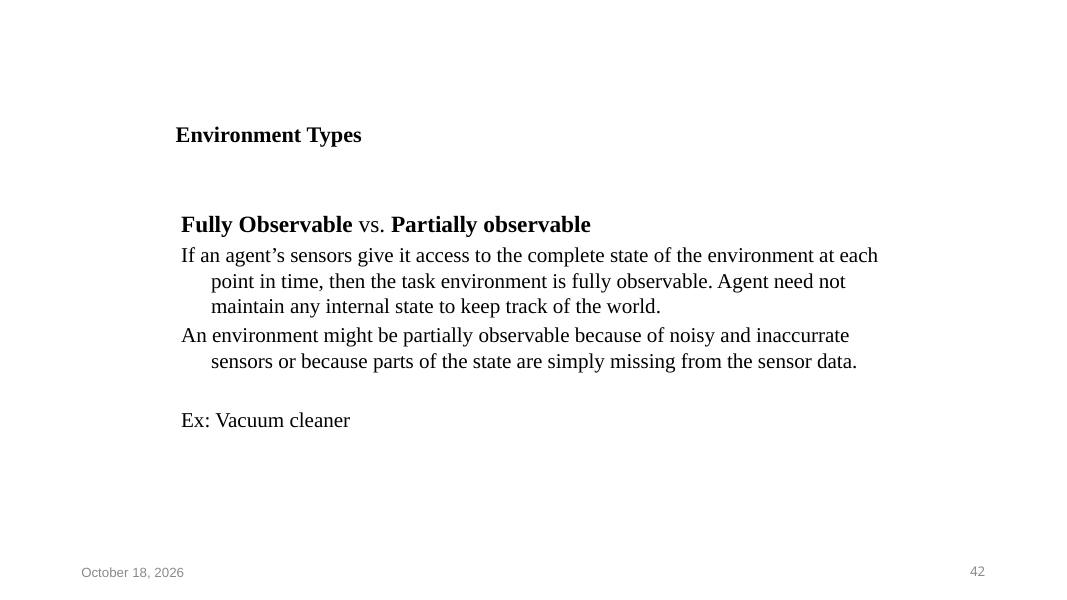 Environment Types
Fully Observable vs. Partially observable
If an agent’s sensors give it access to the complete state of the environment at each
point in time, then the task environment is fully observable. Agent need not
maintain any internal state to keep track of the world.
An environment might be partially observable because of noisy and inaccurrate
sensors or because parts of the state are simply missing from the sensor data.
Ex: Vacuum cleaner
October 18, 2026
42